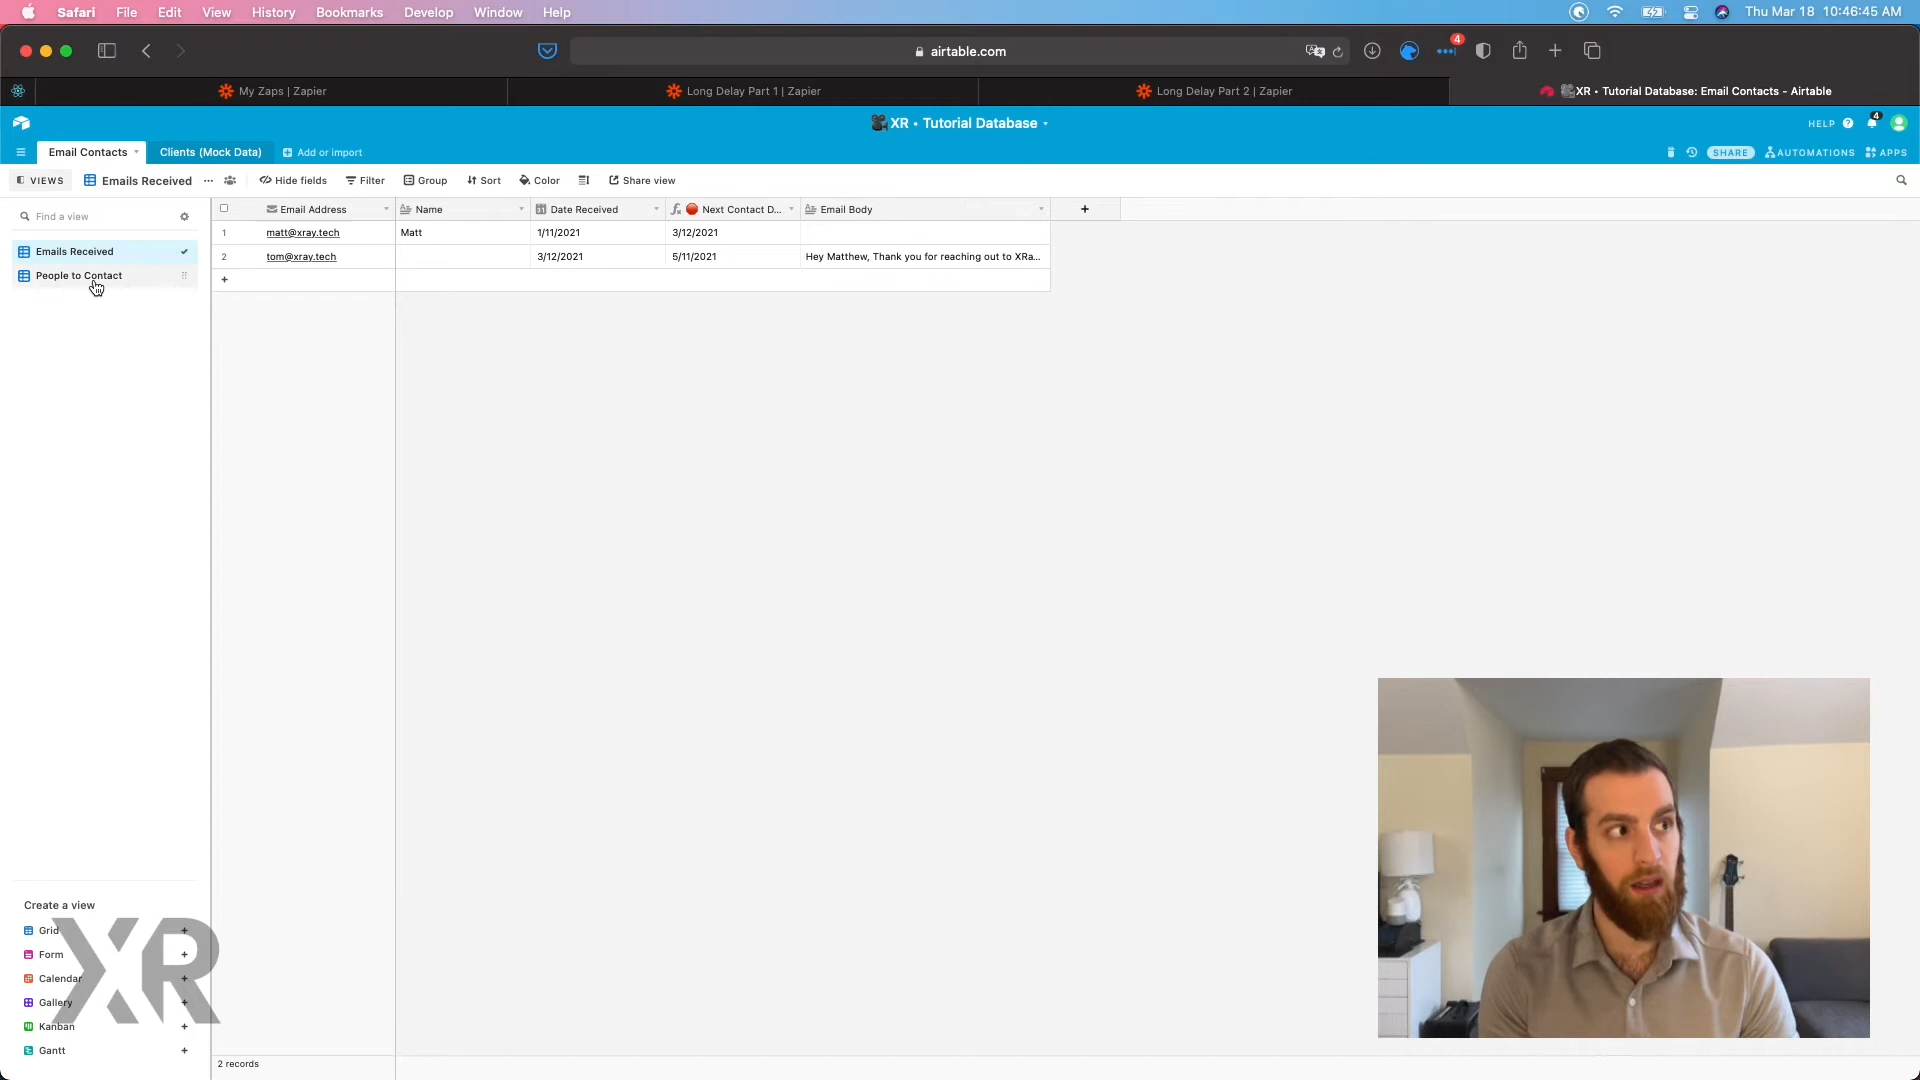 Safari File Edit View History Bookmarks Develop Window Help Thu Mar 18 10:46:45 AM
airtable.com 4
My Zaps | Zapier Long Delay Part 1 | Zapier Long Delay Part 2 | Zapier XR • Tutorial Database: Email Contacts - Airtable
XR • Tutorial Database HELP ? 4
Email Contacts Clients (Mock Data) Add or import SHARE AUTOMATIONS APPS
VIEWS Emails Received ... Hide fields Filter Group Sort Color Share view
Find a view
Email Address Name Date Received Next Contact D... Email Body +
1 matt@xray.tech Matt 1/11/2021 3/12/2021
2 tom@xray.tech 3/12/2021 5/11/2021 Hey Matthew, Thank you for reaching out to XRa...
+
Emails Received
People to Contact
Create a view
Grid +
Form +
Calendar +
Gallery +
Kanban +
Gantt +
XR
2 records